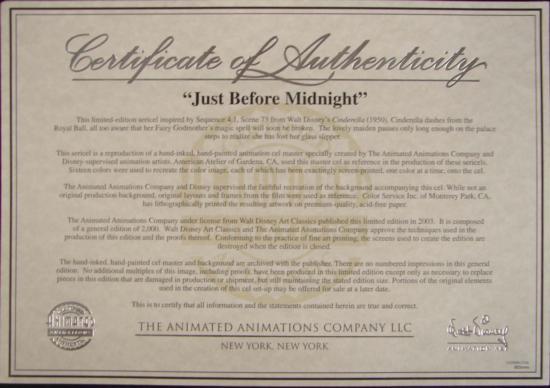 Certificate of Authenticity
“Just Before Midnight”
This limited-edition sericel inspired by Sequence 4.1, Scene 73 from Walt Disney's Cinderella (1950). Cinderella dashes from the
Royal Ball, all too aware that her Fairy Godmother's magic spell will soon be broken. The lovely maiden pauses only long enough on the palace
steps to realize she has lost her glass slipper.
This sericel is a reproduction of a hand-inked, hand-painted animation cel master specially created by The Animated Animations Company and
Disney-supervised animation artists. American Atelier of Gardena, CA, used this master cel as reference in the production of these sericels.
Sixteen colors were used to recreate the color image, each of which has been exactingly screen-printed, one color at a time, onto the cel.
The Animated Animations Company and Disney supervised the faithful recreation of the background accompanying this cel. While not an
original production background, original layouts and frames from the film were used as reference. Color Service Inc. of Monterey Park, CA,
has lithographically printed the resulting artwork on premium-quality, acid-free paper.
The Animated Animations Company under license from Walt Disney Art Classics published this limited edition in 2003. It is composed
of a general edition of 2,000. Walt Disney Art Classics and The Animated Animations Company approve the techniques used in the
production of this edition and the proofs thereof. Conforming to the practice of fine art printing, the screens used to create the edition are
destroyed when the edition is closed.
The hand-inked, hand-painted cel master and background are archived with the publisher. There are no numbered impressions in this general
edition. No additional multiples of this image, including proofs, have been produced in this limited edition except only as necessary to replace
pieces in this edition that are damaged in production or shipment, but still maintaining the stated edition size. Portions of the original elements
used in the creation of this cel set-up may be offered for sale at a later date.
This is to certify that all information and the statements contained herein are true and correct.
THE ANIMATED ANIMATIONS COMPANY LLC
NEW YORK, NEW YORK
ANIMATED
ANIMATIONS
Walt Disney
ANIMATION ART